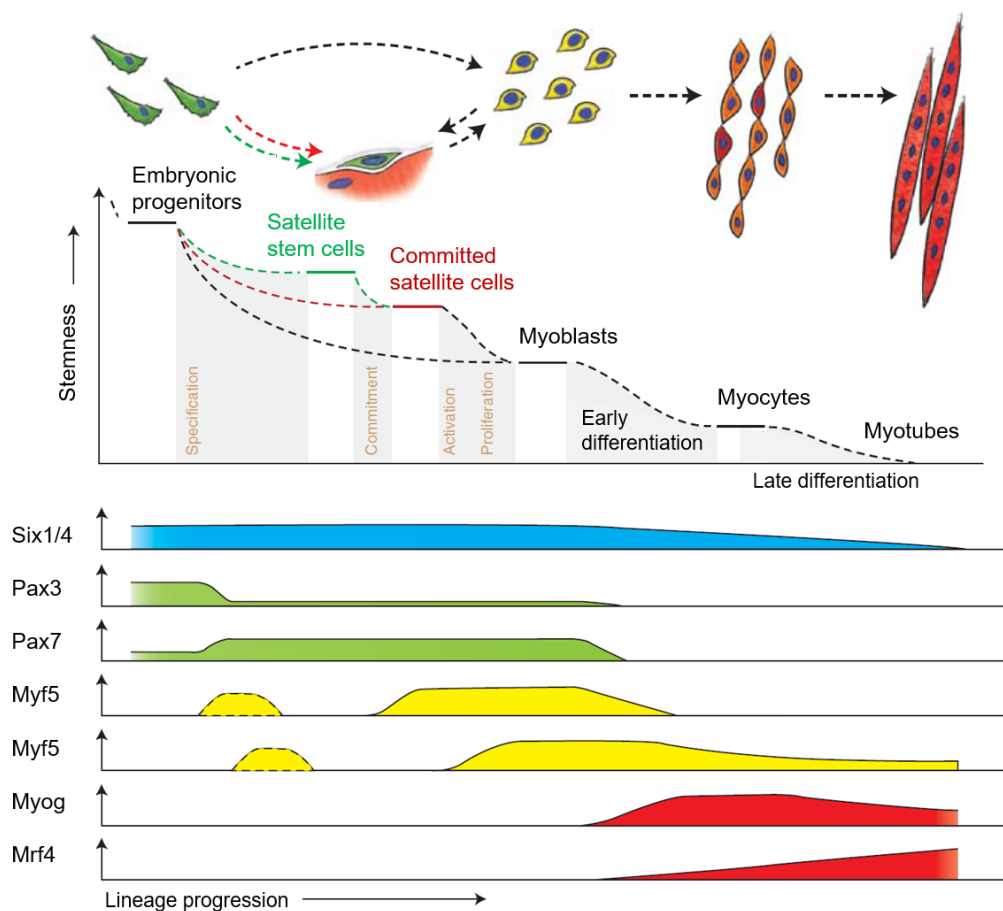 Embryonic
progenitors
Satellite
stem cells
Committed
satellite cells
Myoblasts
Myocytes
Myotubes
Stemness
Specification
Commitment
Activation
Proliferation
Early
differentiation
Late differentiation
Six1/4
Pax3
Pax7
Myf5
Myf5
Myog
Mrf4
Lineage progression